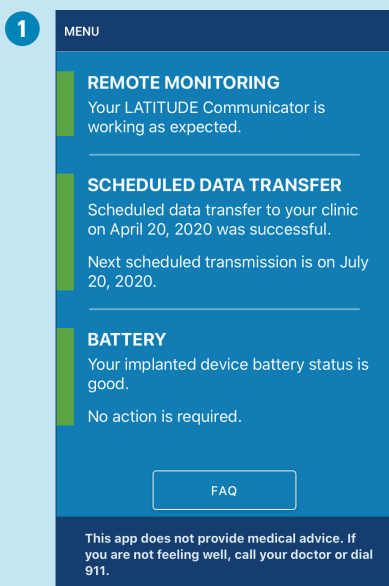 1
MENU
REMOTE MONITORING
Your LATITUDE Communicator is
working as expected.
SCHEDULED DATA TRANSFER
Scheduled data transfer to your clinic
on April 20, 2020 was successful.
Next scheduled transmission is on July
20, 2020.
BATTERY
Your implanted device battery status is
good.
No action is required.
FAQ
This app does not provide medical advice. If
you are not feeling well, call your doctor or dial
911.